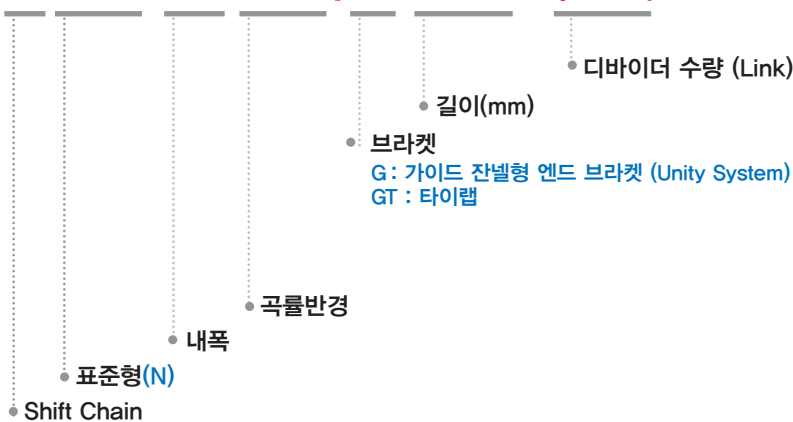 디바이더 수량 (Link)
길이(mm)
브라켓
G : 가이드 잔넬형 엔드 브라켓 (Unity System)
GT : 타이랩
곡률반경
내폭
표준형(N)
Shift Chain